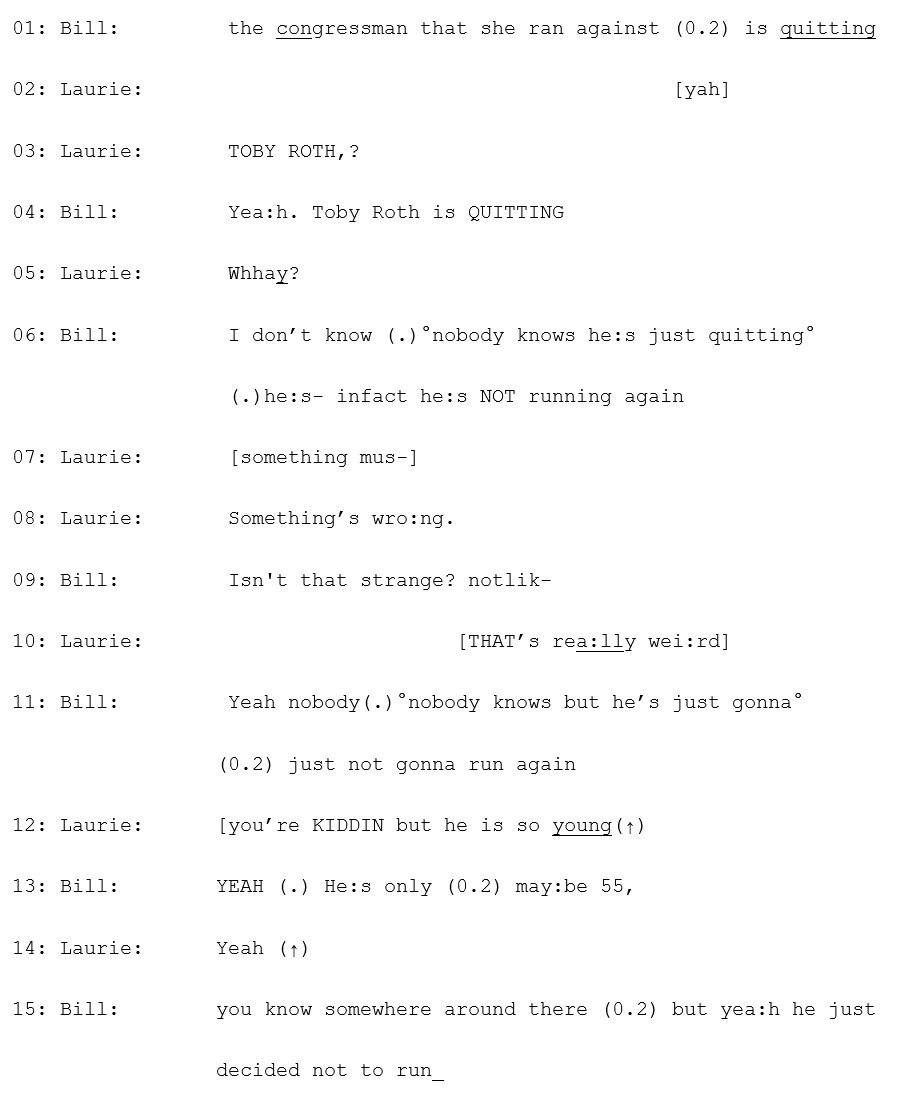 01: Bill: the congressman that she ran against (0.2) is quitting
02: Laurie: [yah]
03: Laurie: TOBY ROTH,?
04: Bill: Yea:h. Toby Roth is QUITTING
05: Laurie: Whhay?
06: Bill: I don’t know (.)°nobody knows he:s just quitting°
(.)he:s- infact he:s NOT running again
07: Laurie: [something mus-]
08: Laurie: Something’s wro:ng.
09: Bill: Isn't that strange? notlik-
10: Laurie: [THAT’s rea:lly wei:rd]
11: Bill: Yeah nobody(.)°nobody knows but he’s just gonna°
(0.2) just not gonna run again
12: Laurie: [you’re KIDDIN but he is so young(↑)
13: Bill: YEAH (.) He:s only (0.2) may:be 55,
14: Laurie: Yeah (↑)
15: Bill: you know somewhere around there (0.2) but yea:h he just
decided not to run_